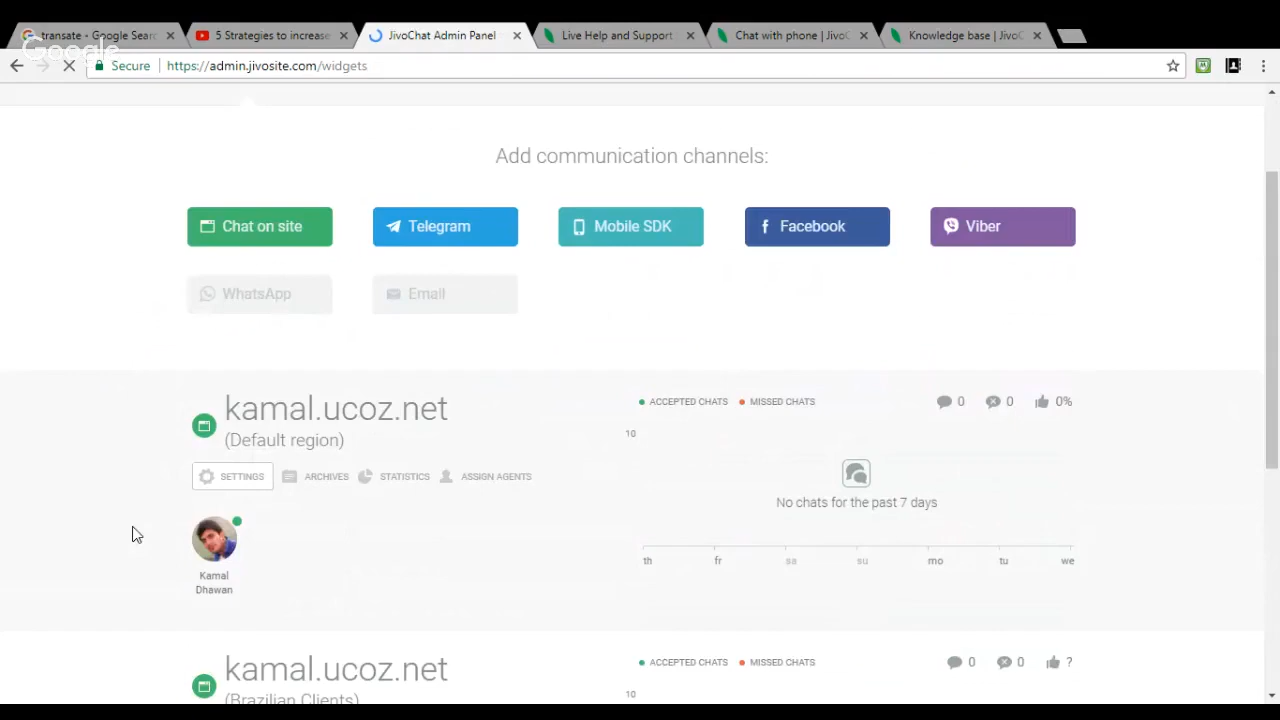 transate - Google Sear
5 Strategies to increase
JivoChat Admin Panel
Live Help and Support
Chat with phone | JivoC
Knowledge base | JivoC
Google
Secure
https://admin.jivosite.com/widgets
Add communication channels:
Chat on site
Telegram
Mobile SDK
Facebook
Viber
WhatsApp
Email
kamal.ucoz.net
(Default region)
SETTINGS
ARCHIVES
STATISTICS
ASSIGN AGENTS
Kamal
Dhawan
ACCEPTED CHATS
MISSED CHATS
0
0
0%
10
No chats for the past 7 days
th fr sa su mo tu we
kamal.ucoz.net
(Brazilian Clients)
ACCEPTED CHATS
MISSED CHATS
0
0
?
10